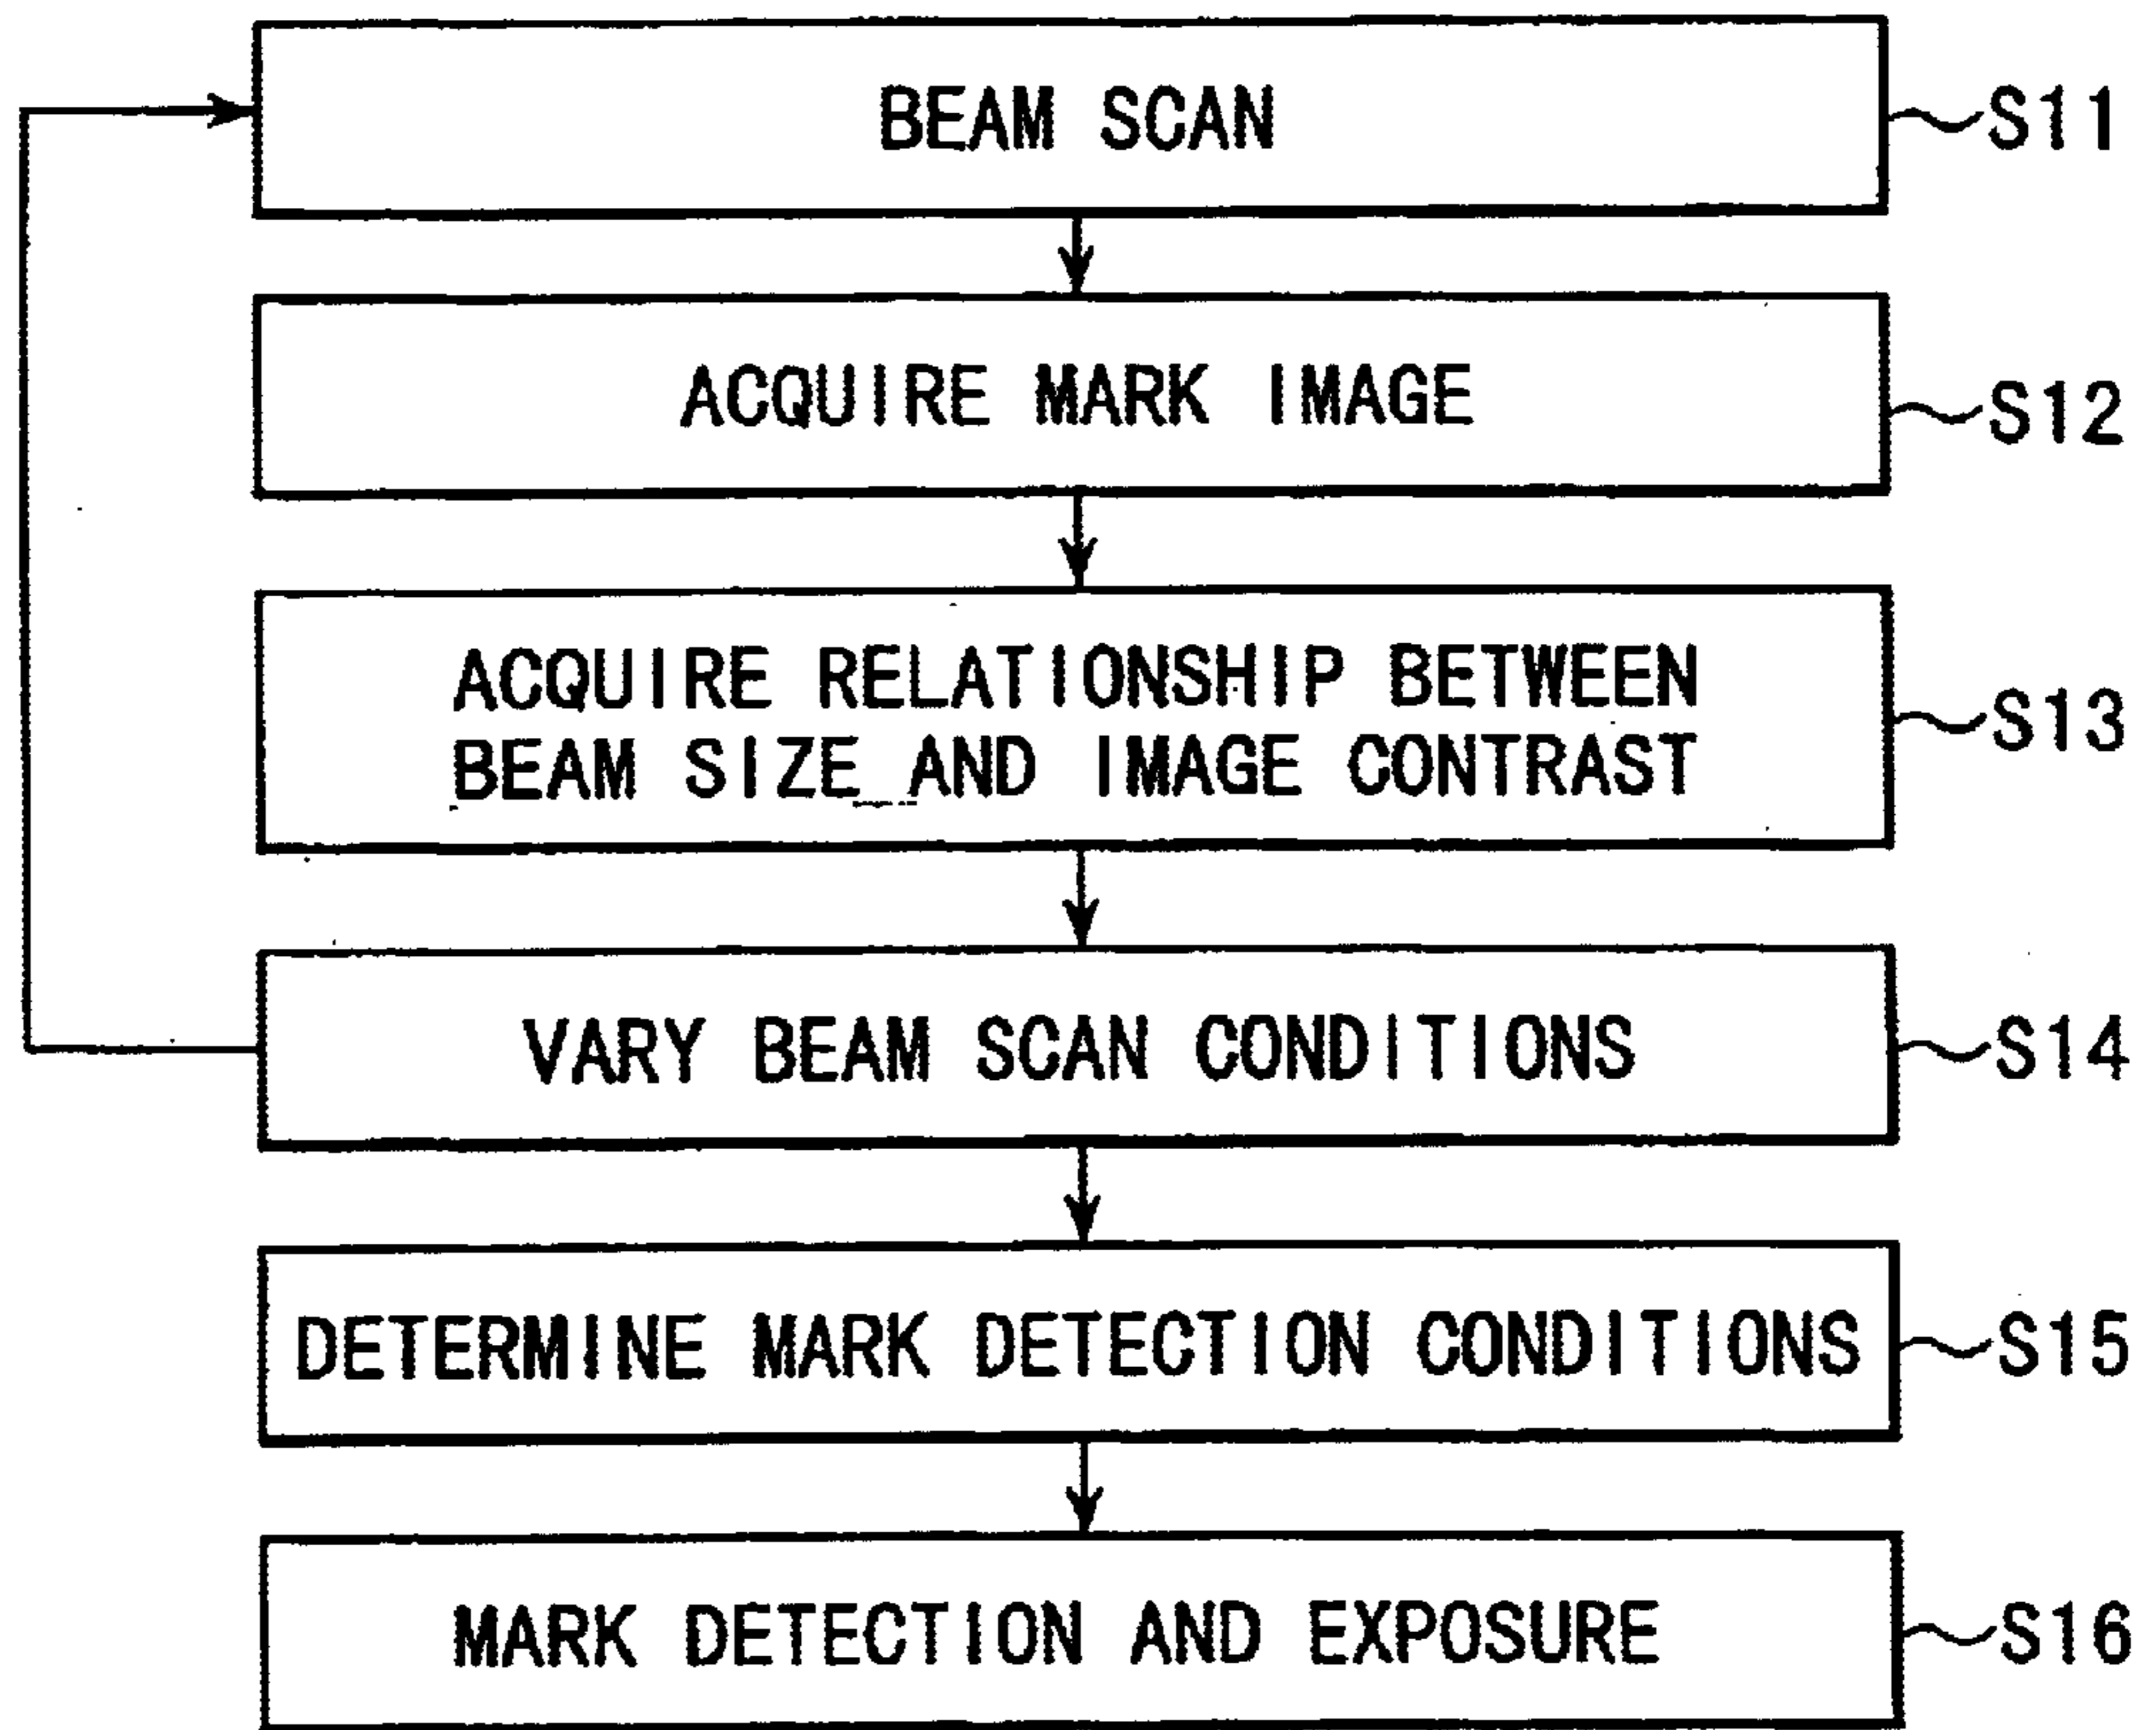 BEAM SCAN
S11
ACQUIRE MARK IMAGE
S12
ACQUIRE RELATIONSHIP BETWEEN
BEAM SIZE AND IMAGE CONTRAST
S13
VARY BEAM SCAN CONDITIONS
S14
DETERMINE MARK DETECTION CONDITIONS
S15
MARK DETECTION AND EXPOSURE
S16